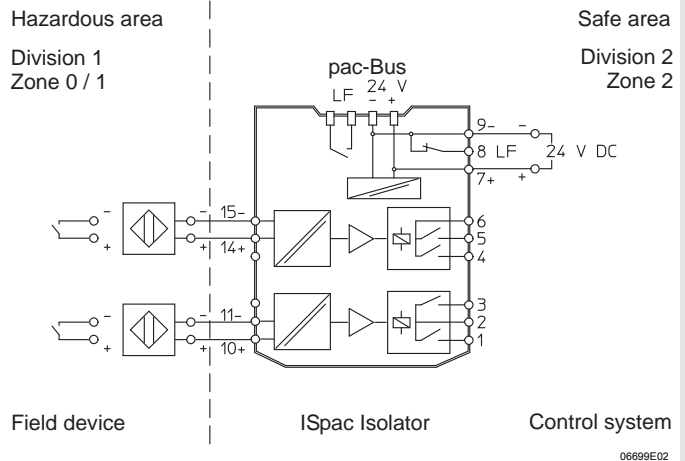 Hazardous area
Safe area
Division 1
Zone 0 / 1
Division 2
Zone 2
pac-Bus
LF 24 V
- +
9- -
8 LF 24 V DC
7+ +
- - 15-
+ + 14+
6
5
4
3
2
1
- - 11-
+ + 10+
Field device
ISpac Isolator
Control system
06699E02